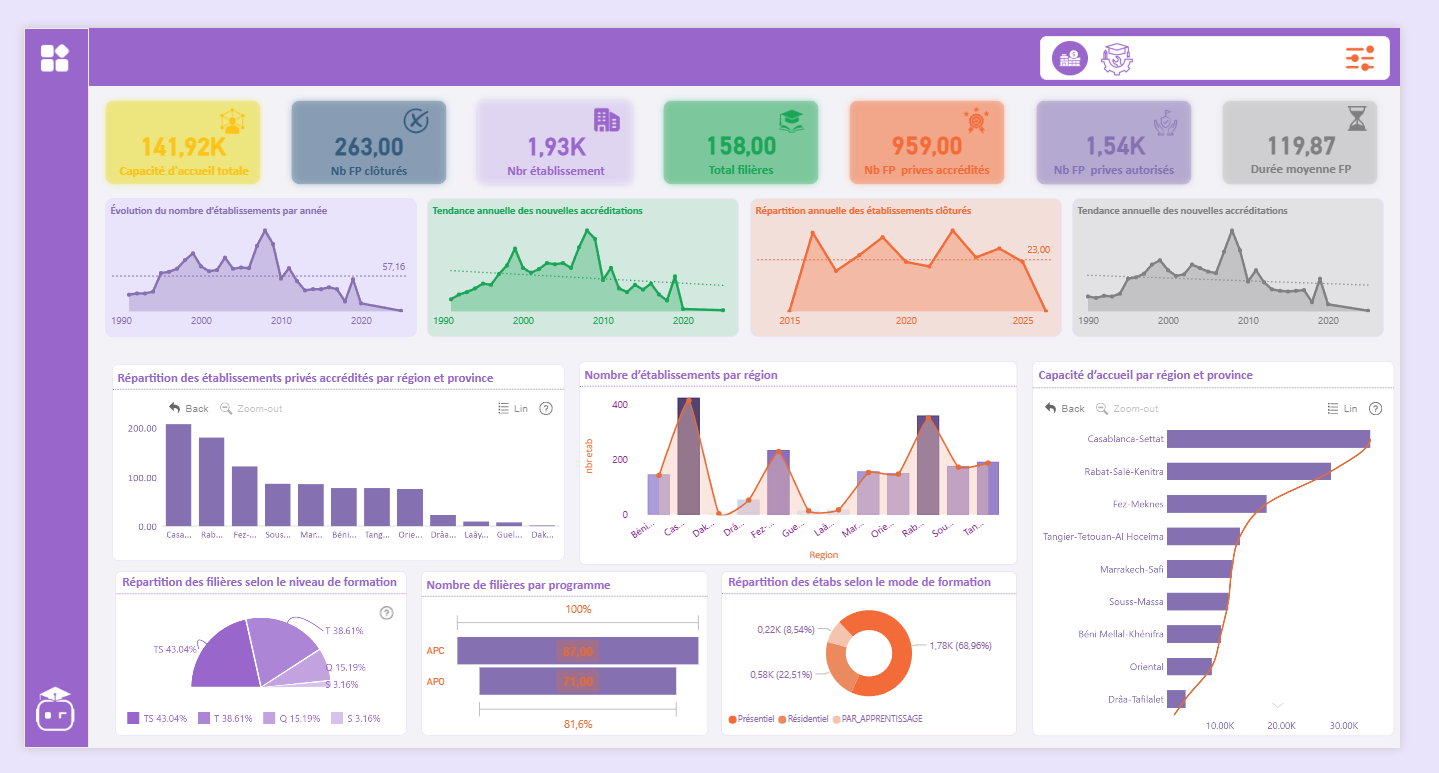 141,92K
Capacité d'accueil totale
263,00
Nb FP clôturés
1,93K
Nbr établissement
158,00
Total filières
959,00
Nb FP prives accrédités
1,54K
Nb FP prives autorisés
119,87
Durée moyenne FP
Évolution du nombre d'établissements par année
57,16
1990 2000 2010 2020
Tendance annuelle des nouvelles accréditations
1990 2000 2010 2020
Répartition annuelle des établissements clôturés
23,00
2015 2020 2025
Tendance annuelle des nouvelles accréditations
1990 2000 2010 2020
Répartition des établissements privés accrédités par région et province
Back Zoom-out Lin ?
200.00
100.00
0.00
Casa... Rab... Fez-... Sous... Mar... Béni... Tang... Orie... Drâa... Laây... Guel... Dak...
Nombre d'établissements par région
nbr etab
400
200
0
Béni... Cas... Dak... Drâ... Fez-... Gue... Laâ... Mar... Orie... Rab... Sou... Tan...
Region
Capacité d'accueil par région et province
Back Zoom-out Lin ?
Casablanca-Settat
Rabat-Salé-Kenitra
Fez-Meknes
Tangier-Tetouan-Al Hoceima
Marrakech-Safi
Souss-Massa
Béni Mellal-Khénifra
Oriental
Drâa-Tafilalet
10.00K 20.00K 30.00K
Répartition des filières selon le niveau de formation
?
T 38.61%
TS 43.04%
Q 15.19%
S 3.16%
TS 43.04% T 38.61% Q 15.19% S 3.16%
Nombre de filières par programme
100%
APC 87,00
APO 71,00
81,6%
Répartition des étabs selon le mode de formation
0,22K (8,54%)
1,78K (68,96%)
0,58K (22,51%)
Présentiel Résidentiel PAR_APPRENTISSAGE